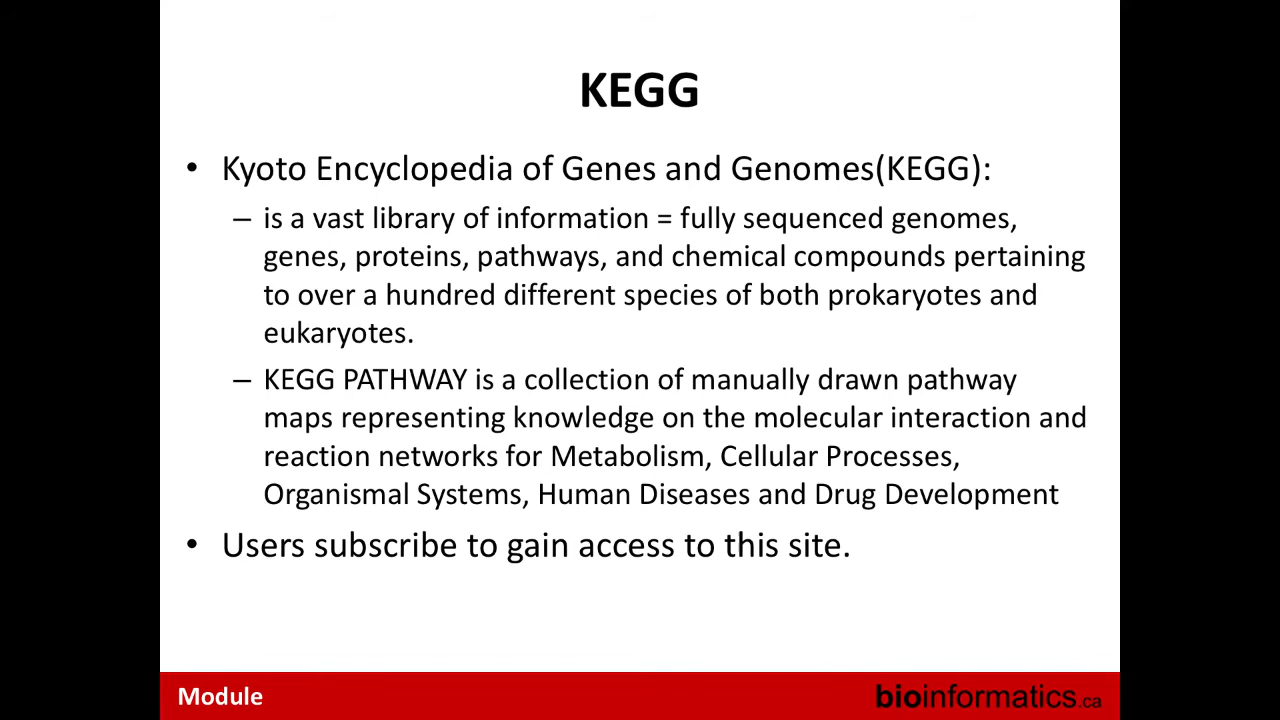 KEGG
• Kyoto Encyclopedia of Genes and Genomes(KEGG):
– is a vast library of information = fully sequenced genomes,
genes, proteins, pathways, and chemical compounds pertaining
to over a hundred different species of both prokaryotes and
eukaryotes.
– KEGG PATHWAY is a collection of manually drawn pathway
maps representing knowledge on the molecular interaction and
reaction networks for Metabolism, Cellular Processes,
Organismal Systems, Human Diseases and Drug Development
• Users subscribe to gain access to this site.
Module
bioinformatics.ca